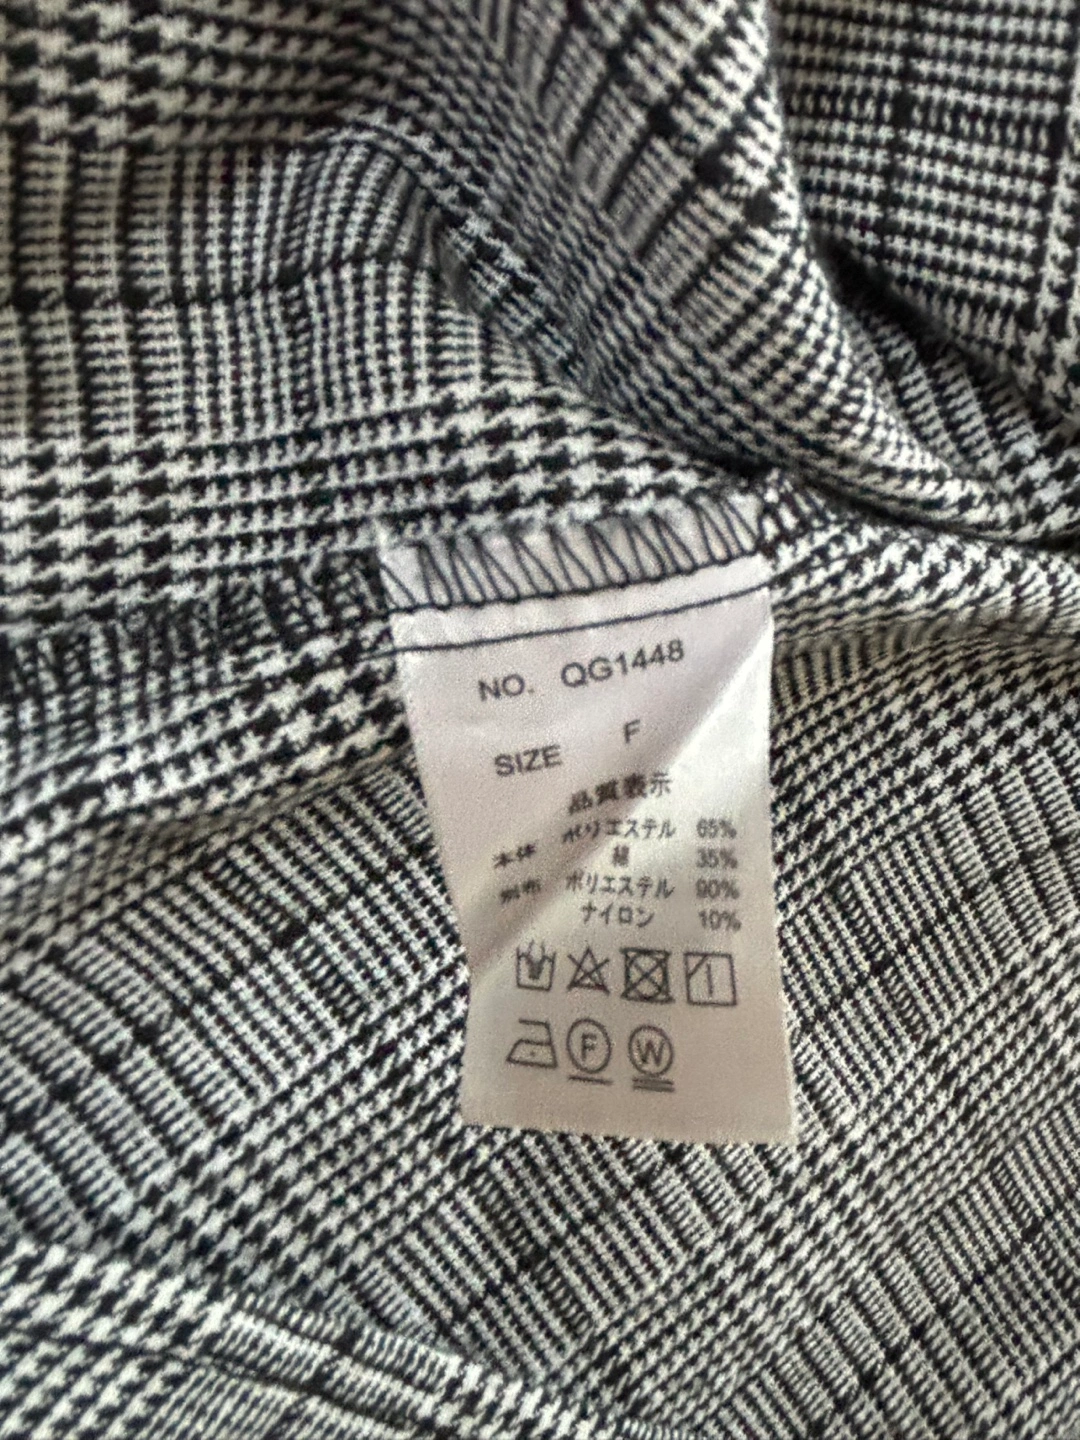 NO. QG1448
SIZE F
品質表示
本体 ポリエステル 65%
綿 35%
別布 ポリエステル 90%
ナイロン 10%
F W